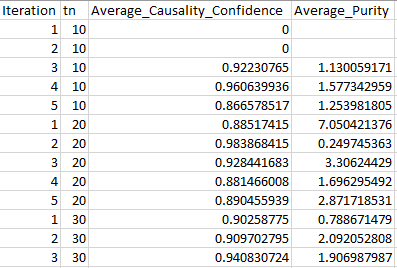 Iteration tn Average_Causality_Confidence Average_Purity
1 10 0
2 10 0
3 10 0.92230765 1.130059171
4 10 0.960639936 1.577342959
5 10 0.866578517 1.253981805
1 20 0.88517415 7.050421376
2 20 0.983868415 0.249745363
3 20 0.928441683 3.30624429
4 20 0.881466008 1.696295492
5 20 0.890455939 2.871718531
1 30 0.90258775 0.788671479
2 30 0.909702795 2.092052808
3 30 0.940830724 1.906987987